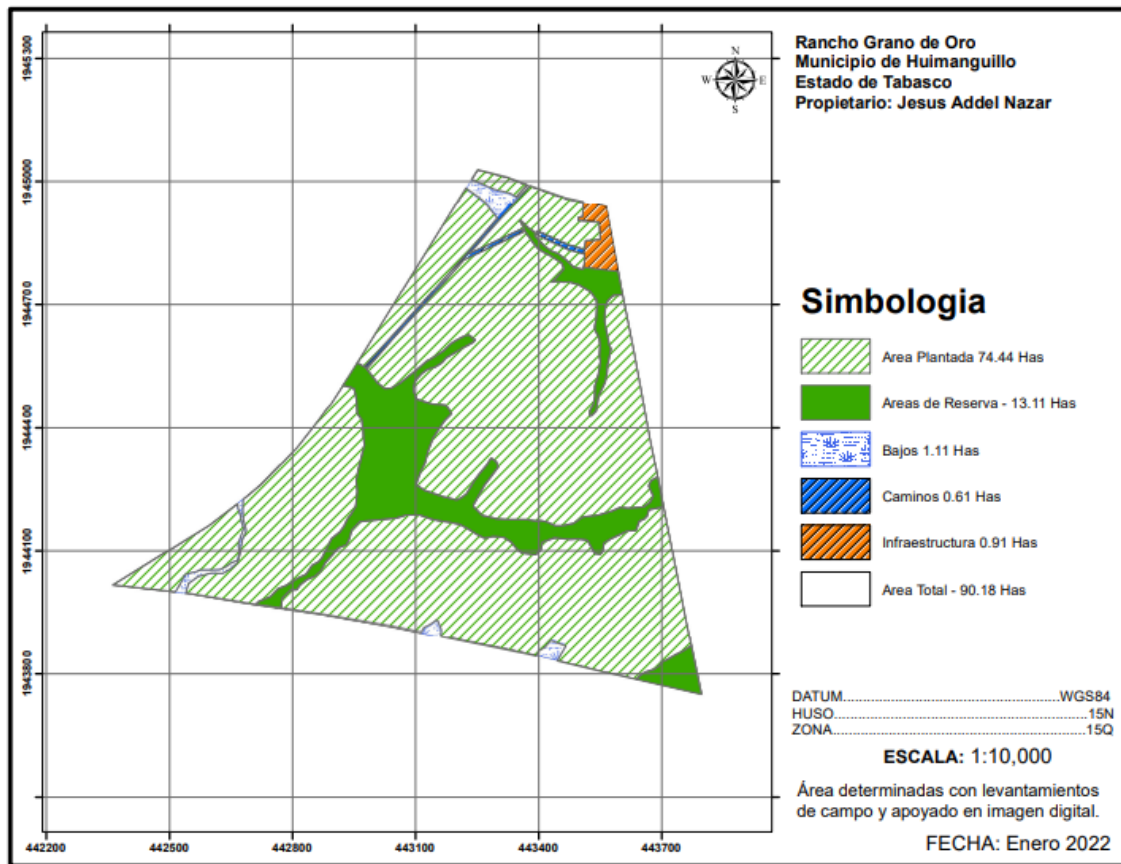 Rancho Grano de Oro
Municipio de Huimanguillo
Estado de Tabasco
Propietario: Jesus Addel Nazar
N
W
E
S
1945300
1945000
1944700
1944400
1944100
1943800
442200
442500
442800
443100
443400
443700
Simbologia
Area Plantada 74.44 Has
Areas de Reserva - 13.11 Has
Bajos 1.11 Has
Caminos 0.61 Has
Infraestructura 0.91 Has
Area Total - 90.18 Has
DATUM.......................................................WGS84
HUSO................................................................15N
ZONA................................................................15Q
ESCALA: 1:10,000
Área determinadas con levantamientos
de campo y apoyado en imagen digital.
FECHA: Enero 2022